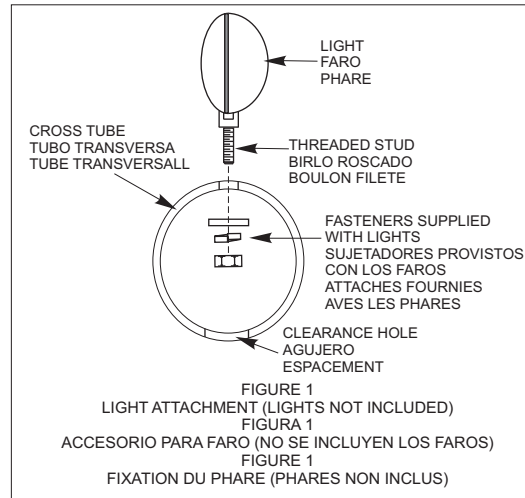 LIGHT
FARO
PHARE
CROSS TUBE
TUBO TRANSVERSA
TUBE TRANSVERSALL
THREADED STUD
BIRLO ROSCADO
BOULON FILETE
FASTENERS SUPPLIED
WITH LIGHTS
SUJETADORES PROVISTOS
CON LOS FAROS
ATTACHES FOURNIES
AVES LES PHARES
CLEARANCE HOLE
AGUJERO
ESPACEMENT
FIGURE 1
LIGHT ATTACHMENT (LIGHTS NOT INCLUDED)
FIGURA 1
ACCESORIO PARA FARO (NO SE INCLUYEN LOS FAROS)
FIGURE 1
FIXATION DU PHARE (PHARES NON INCLUS)